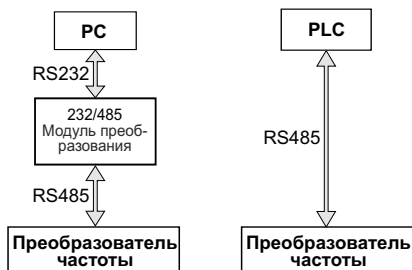 PC
RS232
232/485
Модуль преоб-
разования
RS485
Преобразователь
частоты
PLC
RS485
Преобразователь
частоты